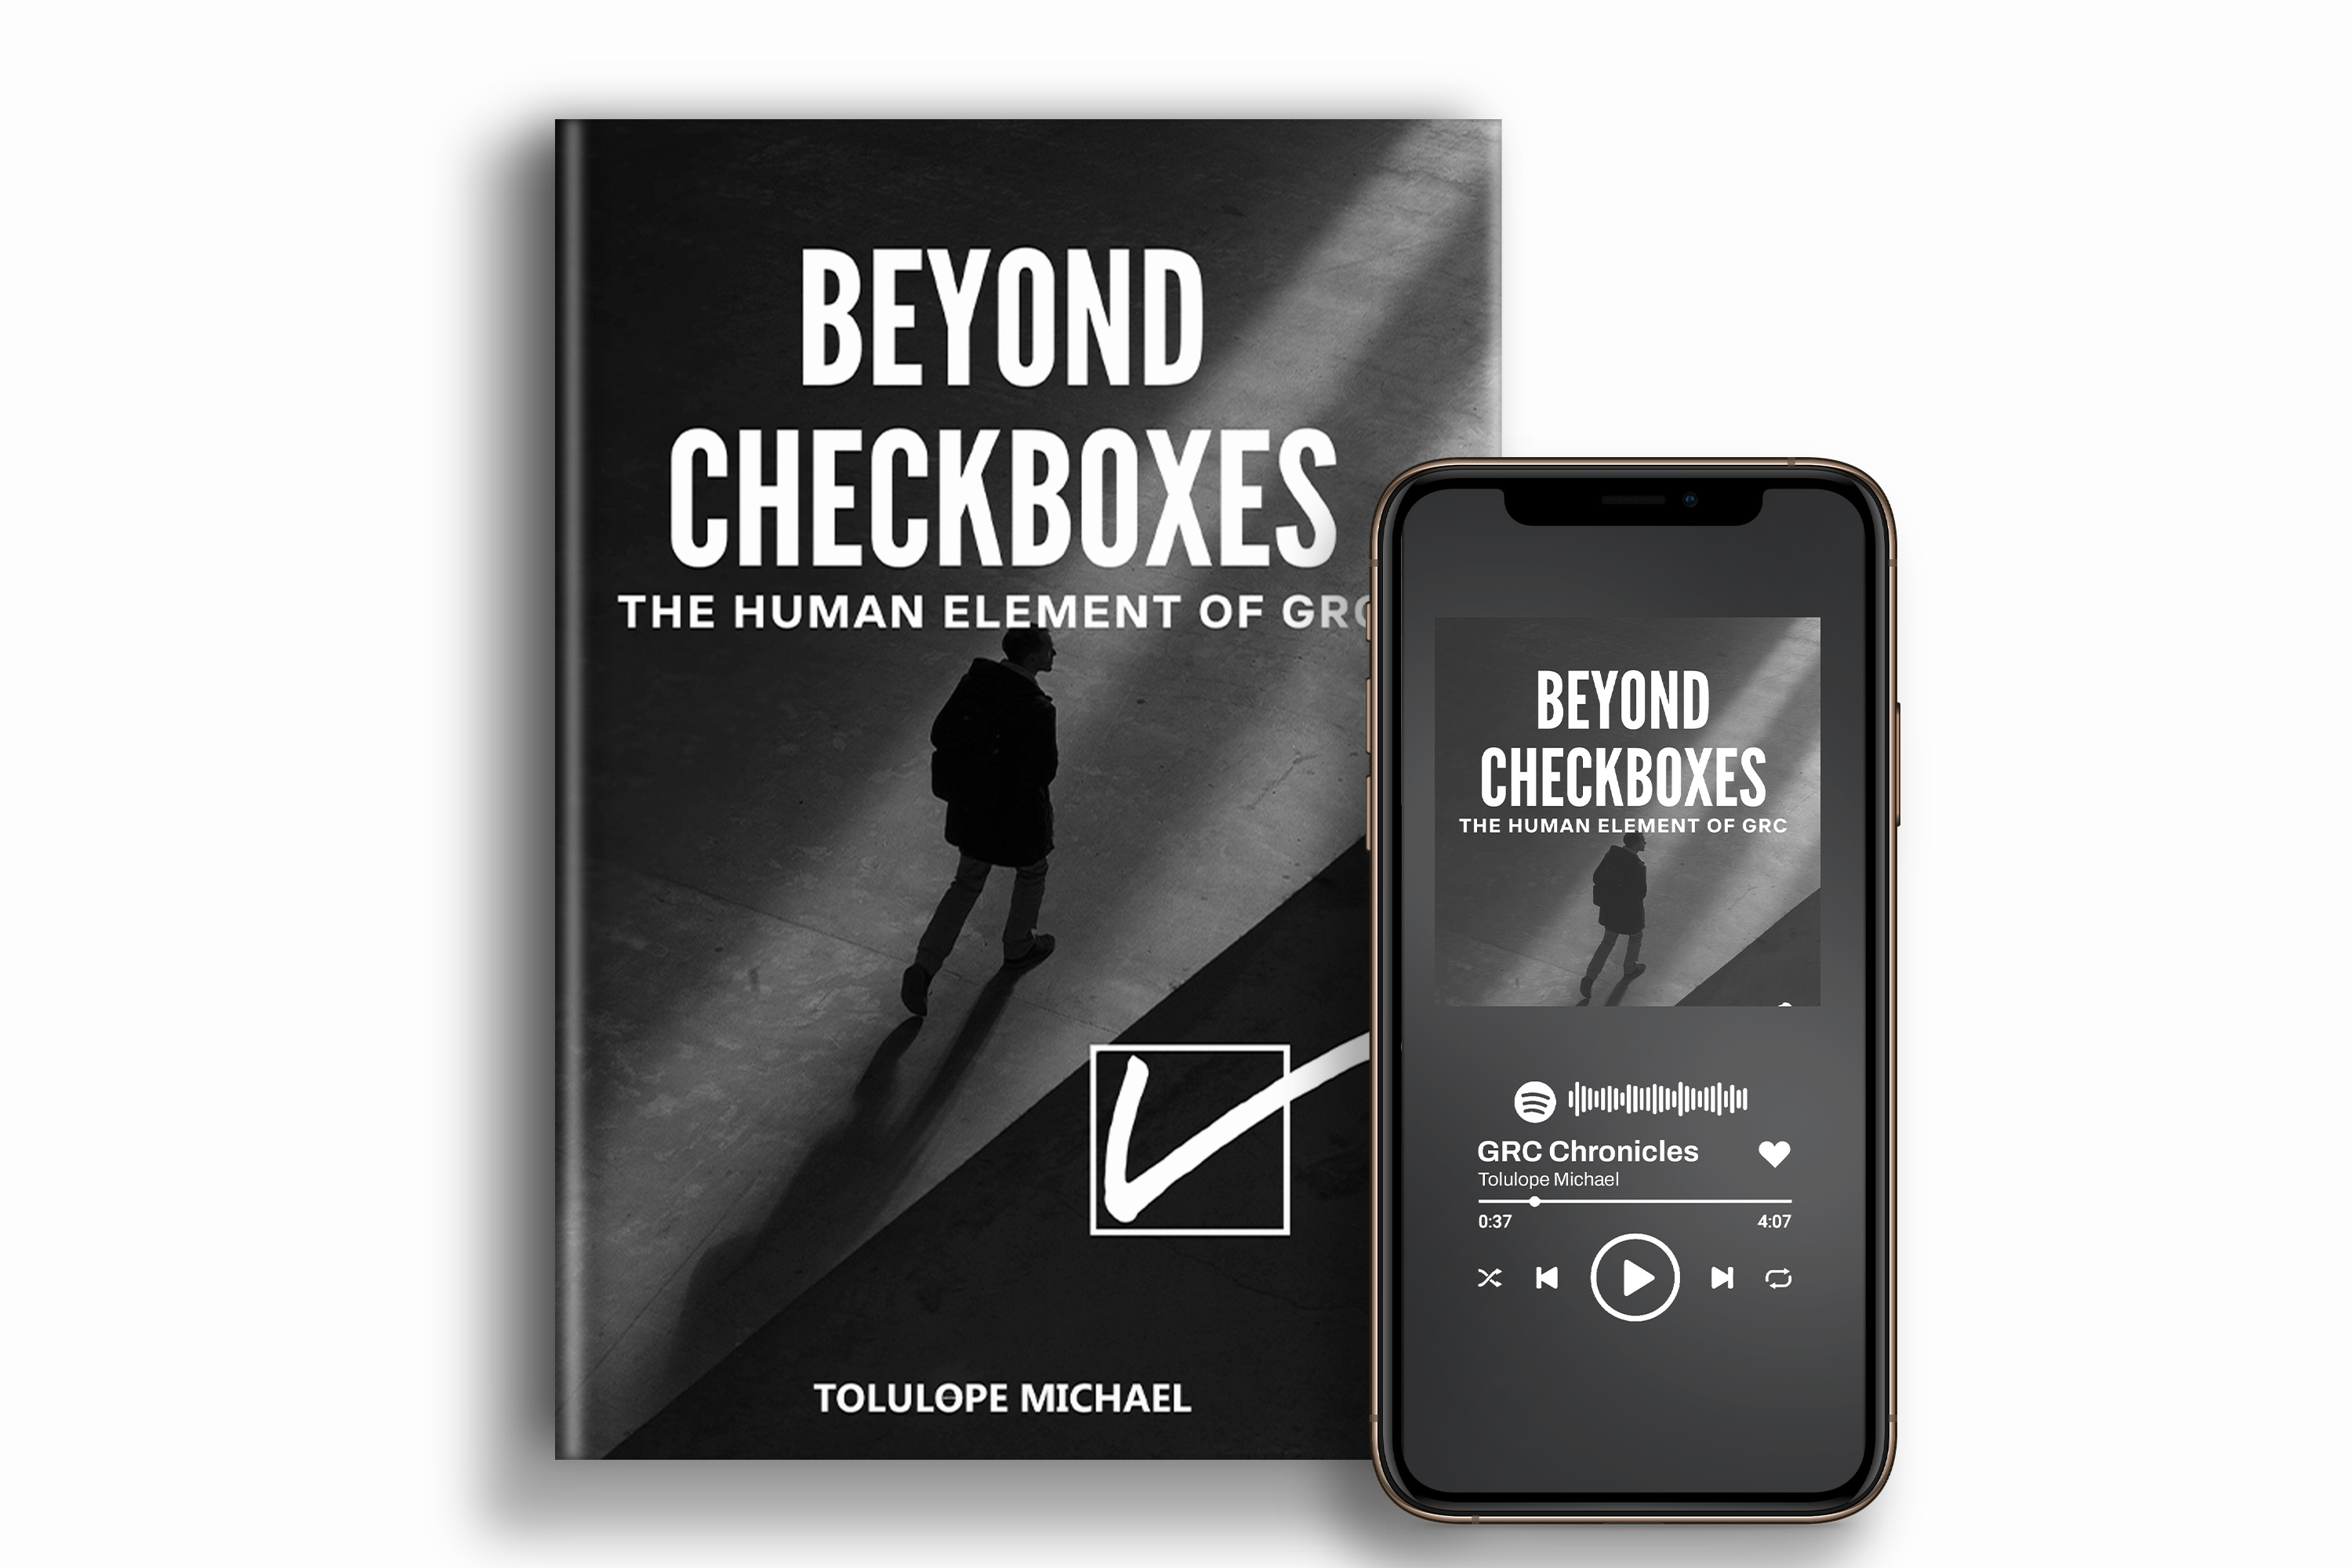 BEYOND
CHECKBOXES
THE HUMAN ELEMENT OF GRC
TOLULOPE MICHAEL
BEYOND
CHECKBOXES
THE HUMAN ELEMENT OF GRC
GRC Chronicles
Tolulope Michael
0:37 4:07